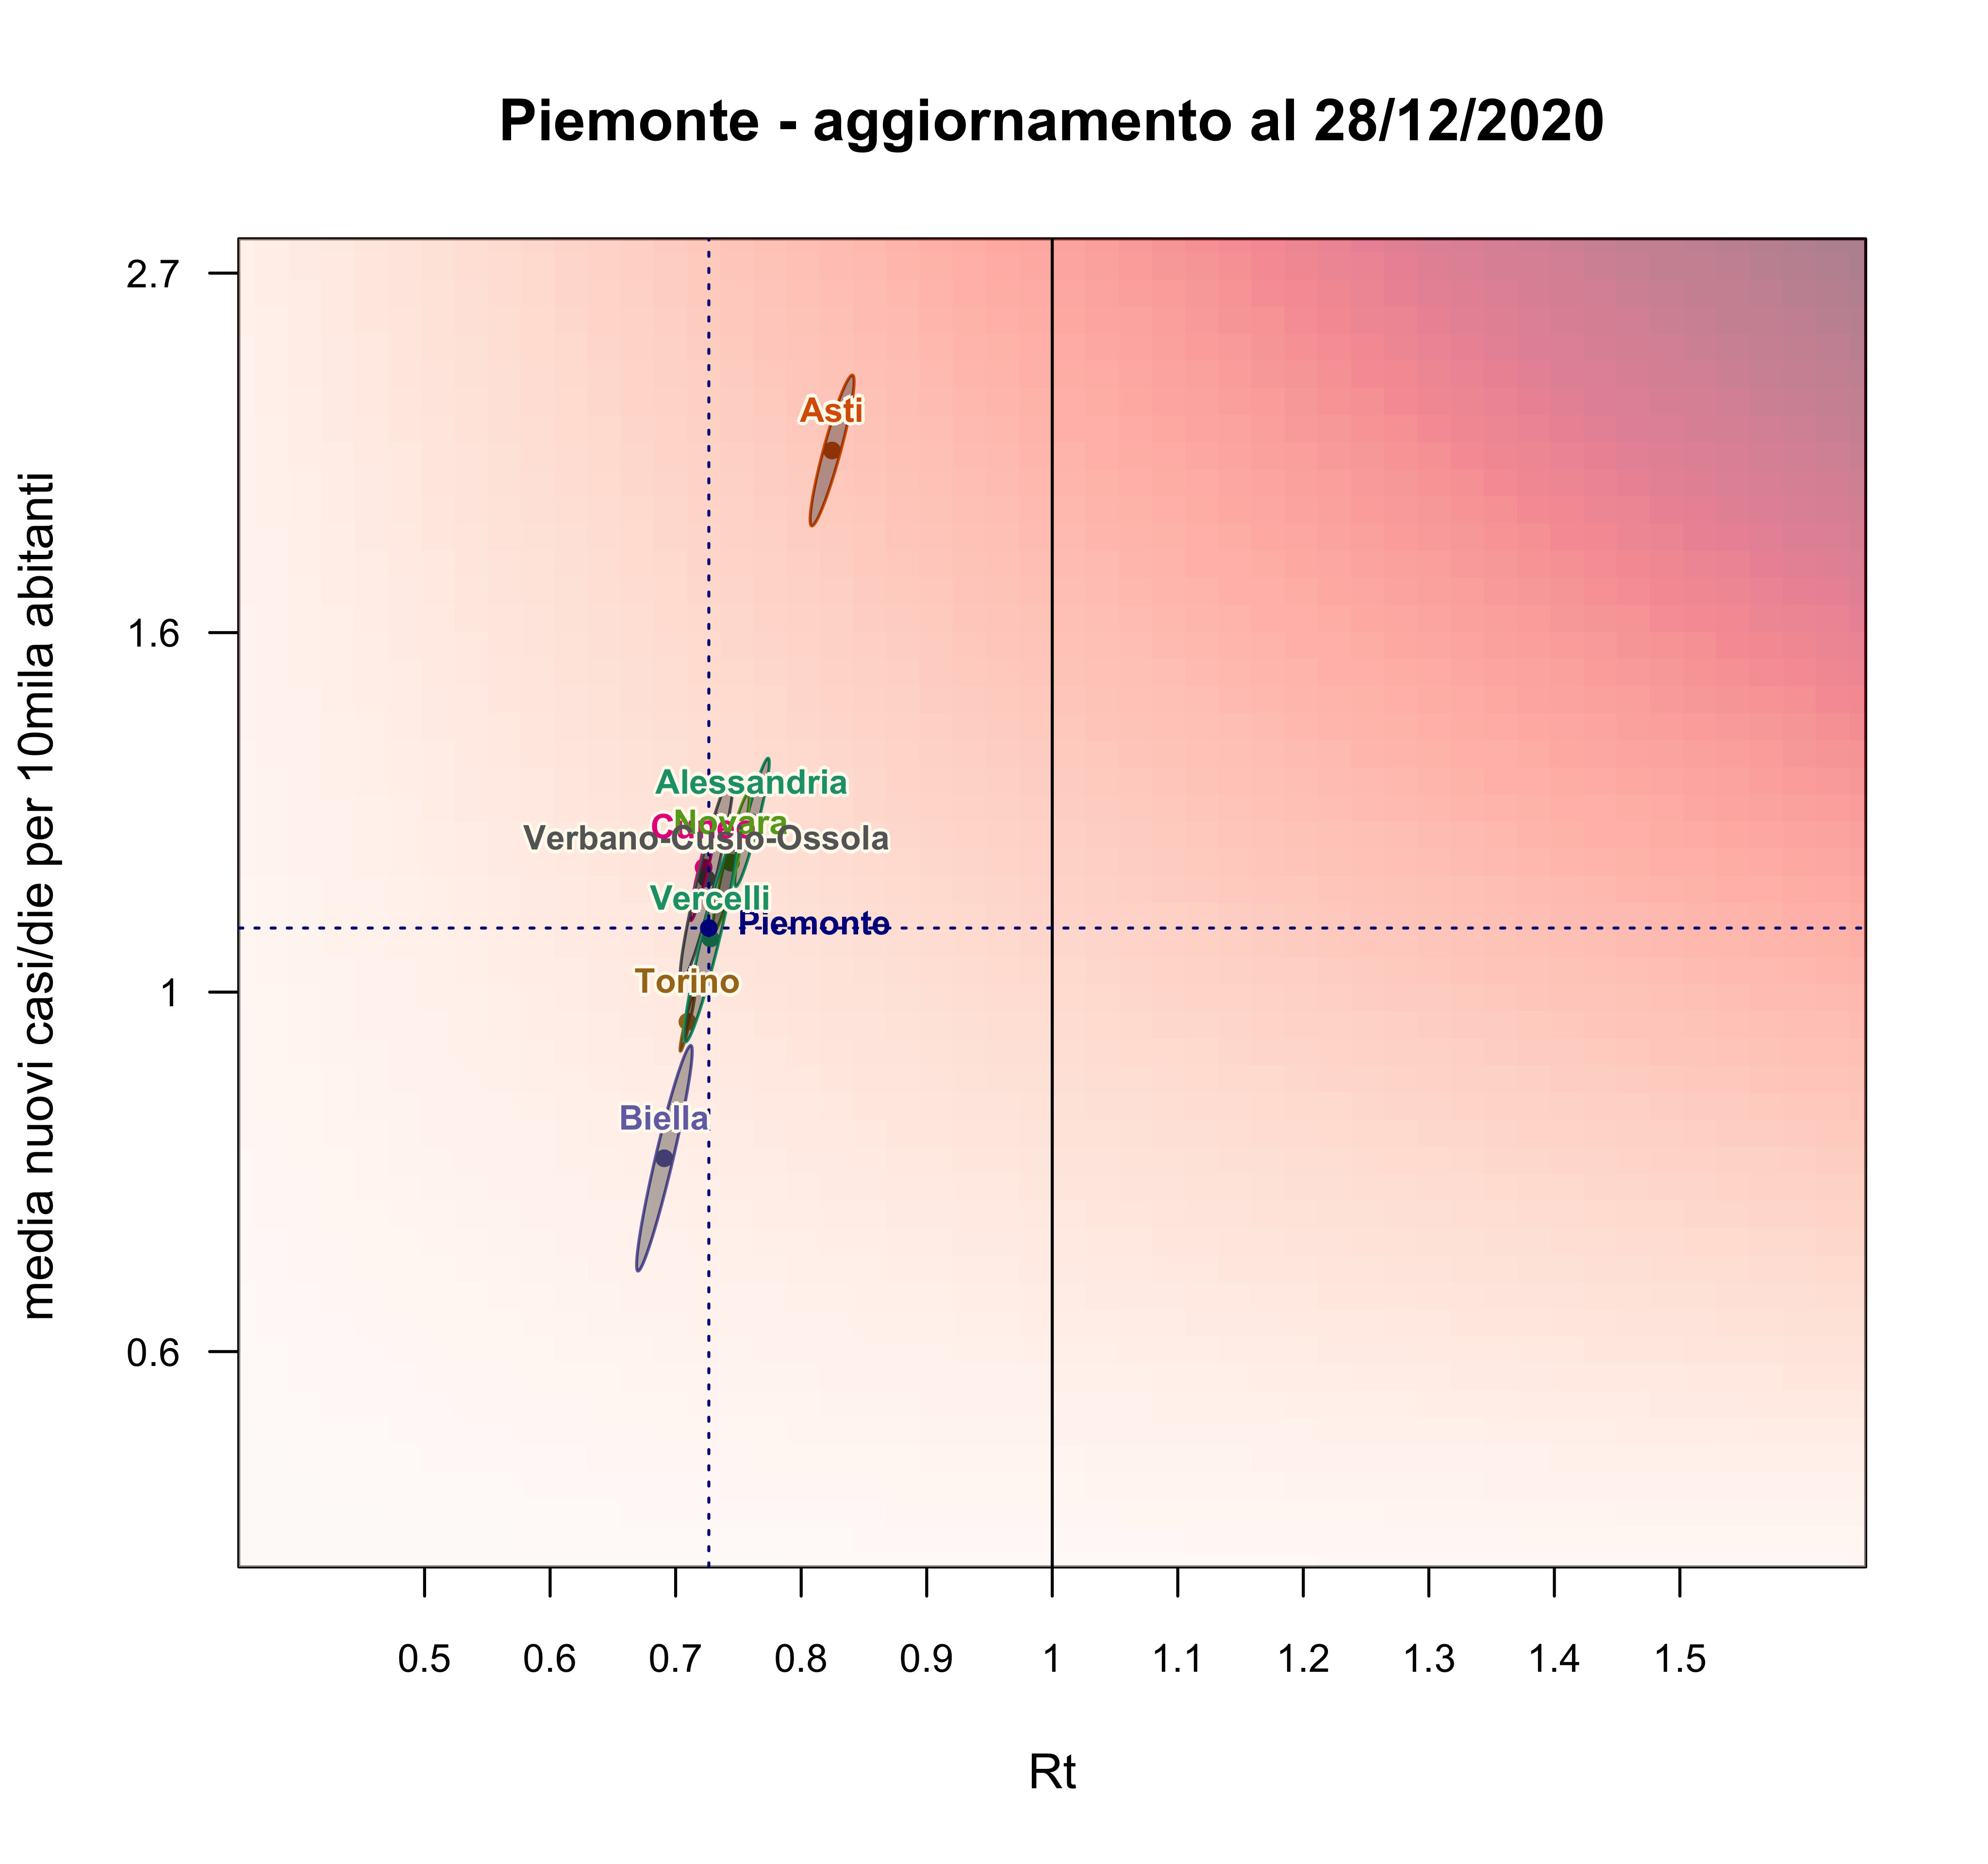 Piemonte - aggiornamento al 28/12/2020
media nuovi casi/die per 10mila abitanti
2.7
1.6
1
0.6
Asti
Alessandria
Novara
Verbano-Cusio-Ossola
Vercelli
Piemonte
Torino
Biella
0.5 0.6 0.7 0.8 0.9 1 1.1 1.2 1.3 1.4 1.5
Rt